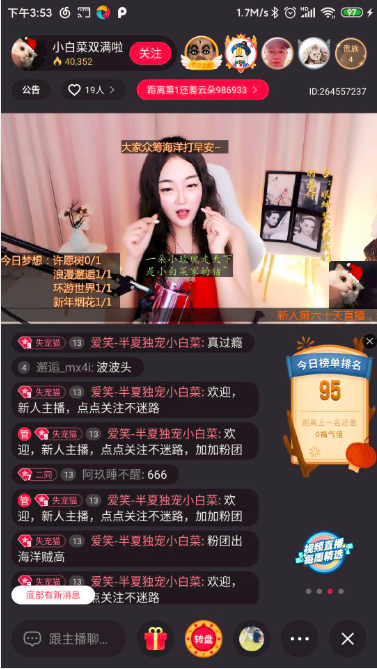 下午3:53
1.7M/s
97
小白菜双满啦
40,352
关注
贵族
4
公告
19人 >
距离第1还差云朵986933 >
ID:264557237
大家众筹海洋打早安~
今日梦想:许愿树0/1
浪漫邂逅1/1
环游世界1/1
新年烟花1/1
一朵小玫瑰走天下
是小白菜家的猪~
新人第六十天直播
失宠猫 13 爱笑-半夏独宠小白菜: 真过瘾
4 邂逅_mx4i: 波波头
失宠猫 13 爱笑-半夏独宠小白菜: 欢迎,
新人主播，点点关注不迷路
管 失宠猫 13 爱笑-半夏独宠小白菜: 欢
迎，新人主播，点点关注不迷路，加加粉团
二同 13 阿玖睡不醒: 666
管 失宠猫 13 爱笑-半夏独宠小白菜: 欢
迎，新人主播，点点关注不迷路，加加粉团
失宠猫 13 爱笑-半夏独宠小白菜: 粉团出
海洋贼高
失宠猫 13 爱笑-半夏独宠小白菜: 欢迎,
点点关注不迷路
底部有新消息
今日榜单排名
95
距离上一名还差
0福气值
视频直播
每周精选
跟主播聊...
转盘